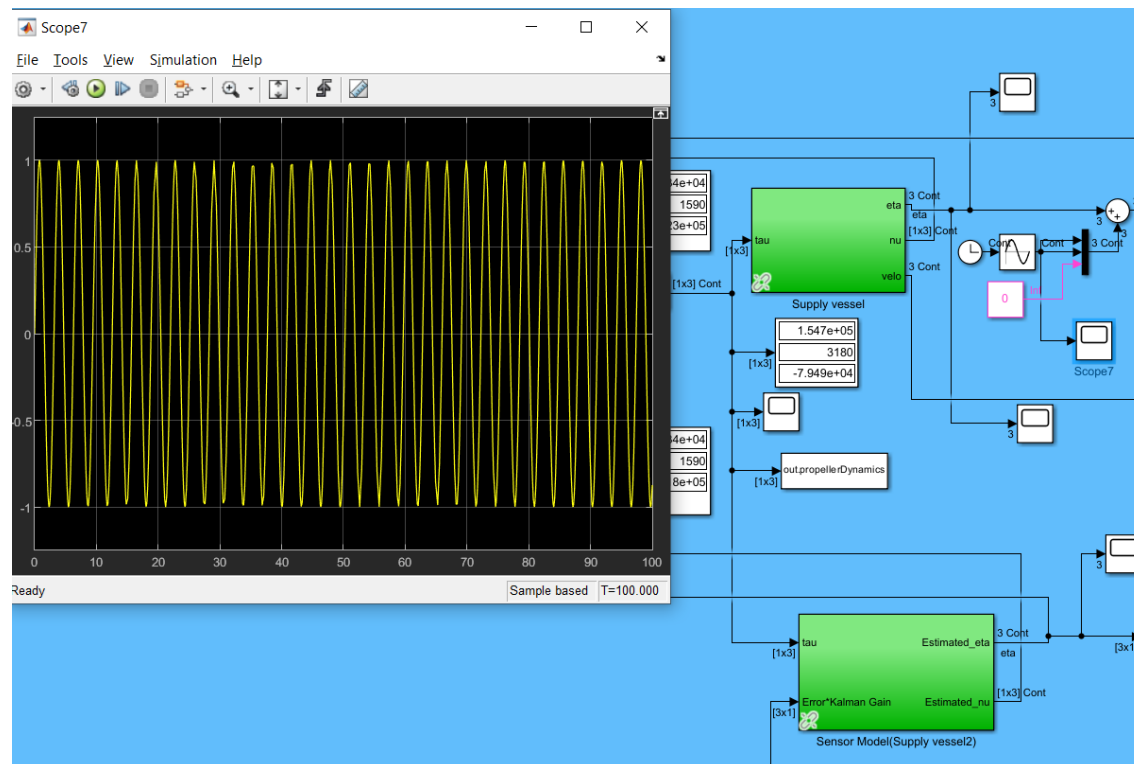 Scope7
File Tools View Simulation Help
1
0.5
0
-0.5
-1
0 10 20 30 40 50 60 70 80 90 100
Ready
Sample based T=100.000
3
1590
[1x3] Cont
tau
[1x3]
eta
nu
velo
3 Cont
eta
[1x3] Cont
3 Cont
Supply vessel
Cont
Cont
3 Cont
0
Int
3
3
Scope7
1.547e+05
3180
-7.949e+04
[1x3]
[1x3]
3
out.propellerDynamics
[1x3]
1590
3
tau
[1x3]
Error*Kalman Gain
[3x1]
Estimated_eta
Estimated_nu
3 Cont
eta
[1x3] Cont
Sensor Model(Supply vessel2)